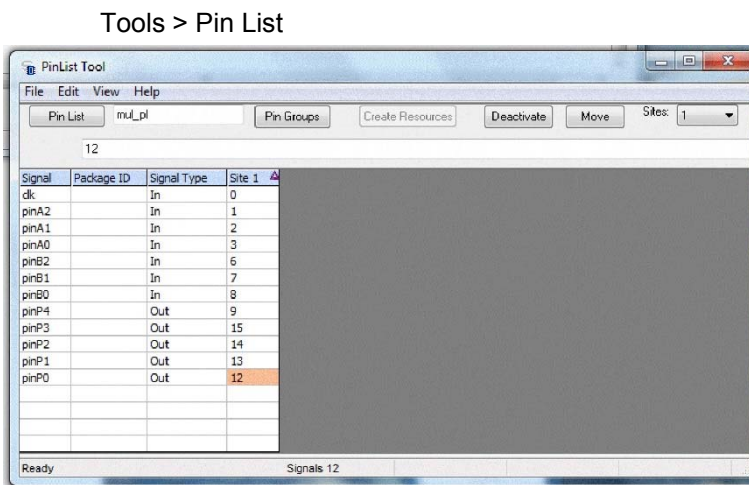 Tools > Pin List
PinList Tool
File Edit View Help
Pin List mul_pl Pin Groups Create Resources Deactivate Move Sites: 1
12
Signal Package ID Signal Type Site 1
clk In 0
pinA2 In 1
pinA1 In 2
pinA0 In 3
pinB2 In 6
pinB1 In 7
pinB0 In 8
pinP4 Out 9
pinP3 Out 15
pinP2 Out 14
pinP1 Out 13
pinP0 Out 12
Ready Signals 12